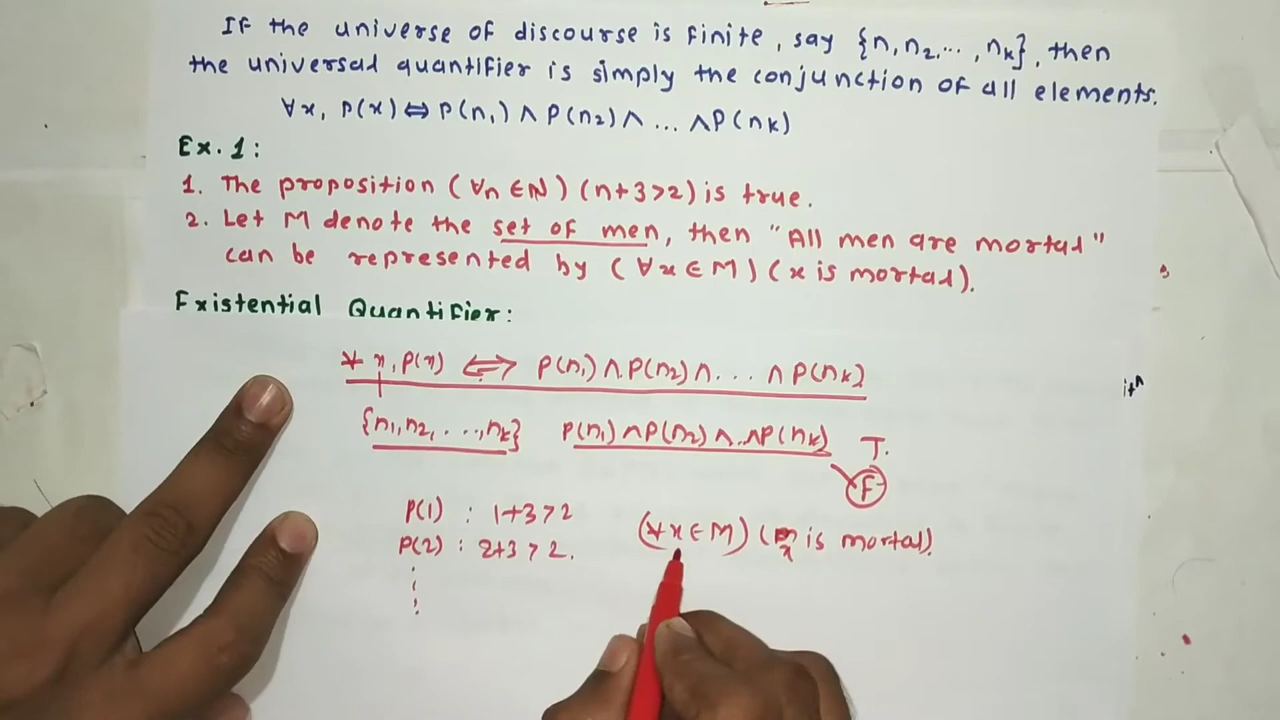 If the universe of discourse is finite, say {n, n₂, ..., nₖ}, then
the universal quantifier is simply the conjunction of all elements.
∀x, P(x) ⇔ P(n₁) ∧ P(n₂) ∧ ... ∧ P(nₖ)
Ex. 1:
1. The proposition (∀n ∈ N) (n+3>2) is true.
2. Let M denote the set of men, then "All men are mortal"
can be represented by (∀x ∈ M) (x is mortal).
Existential Quantifier:
∀ x, P(x) ⇔ P(n₁) ∧ P(n₂) ∧ . . . ∧ P(nₖ)
{n₁, n₂, . . ., nₖ} P(n₁) ∧ P(n₂) ∧ ... ∧ P(nₖ) T.
F
P(1) : 1+3 > 2
P(2) : 2+3 > 2.
(∀x ∈ M) (x is mortal).